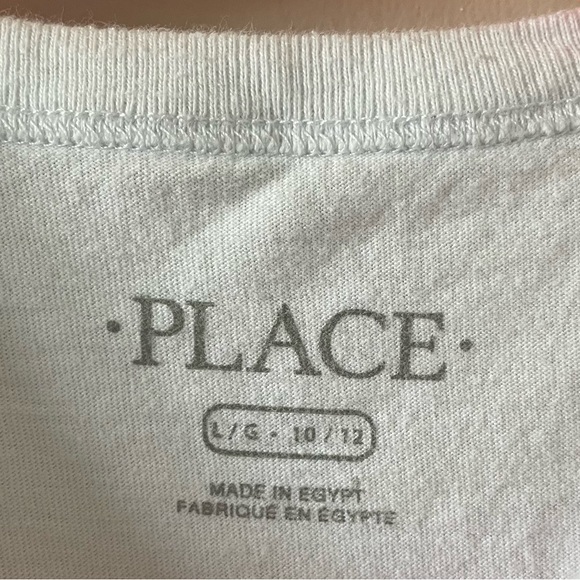 ·PLACE·
L/G · 10/12
MADE IN EGYPT
FABRIQUÉ EN ÉGYPTE